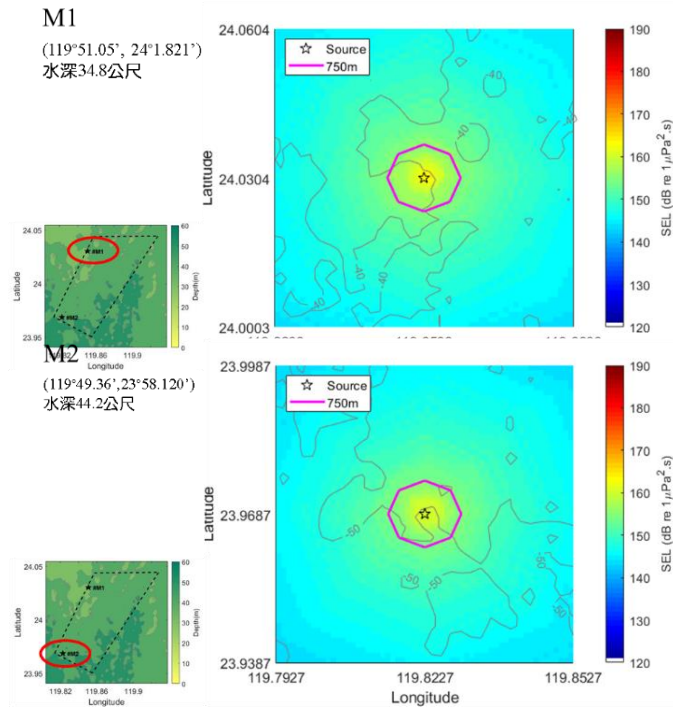 M1
(119°51.05', 24°1.821')
水深34.8公尺
24.0604
24.0304
24.0003
Latitude
Source
750m
-40
-40
-40
-40
-40
-40
190
180
170
160
150
140
130
120
SEL (dB re 1 μPa².s)
24.05
24
23.95
Latitude
#M1
#M2
119.82 119.86 119.9
Longitude
60
50
40
30
20
10
0
Depth(m)
M2
(119°49.36',23°58.120')
水深44.2公尺
23.9987
23.9687
23.9387
Latitude
Source
750m
-50
-50
-50
-50
119.7927 119.8227 119.8527
Longitude
190
180
170
160
150
140
130
120
SEL (dB re 1 μPa².s)
24.05
24
23.95
Latitude
#M1
#M2
119.82 119.86 119.9
Longitude
60
50
40
30
20
10
0
Depth(m)